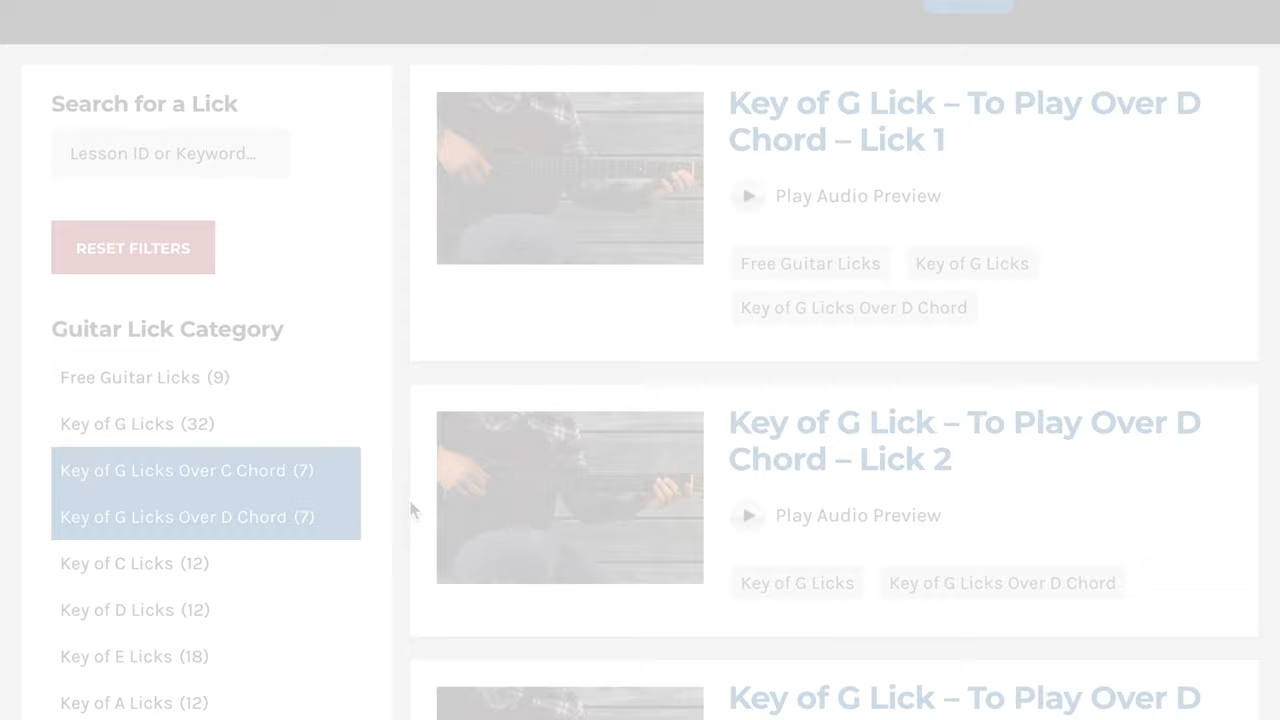 Search for a Lick
Lesson ID or Keyword...
RESET FILTERS
Guitar Lick Category
Free Guitar Licks (9)
Key of G Licks (32)
Key of G Licks Over C Chord (7)
Key of G Licks Over D Chord (7)
Key of C Licks (12)
Key of D Licks (12)
Key of E Licks (18)
Key of A Licks (12)
Key of G Lick – To Play Over D
Chord – Lick 1
Play Audio Preview
Free Guitar Licks
Key of G Licks
Key of G Licks Over D Chord
Key of G Lick – To Play Over D
Chord – Lick 2
Play Audio Preview
Key of G Licks
Key of G Licks Over D Chord
Key of G Lick – To Play Over D